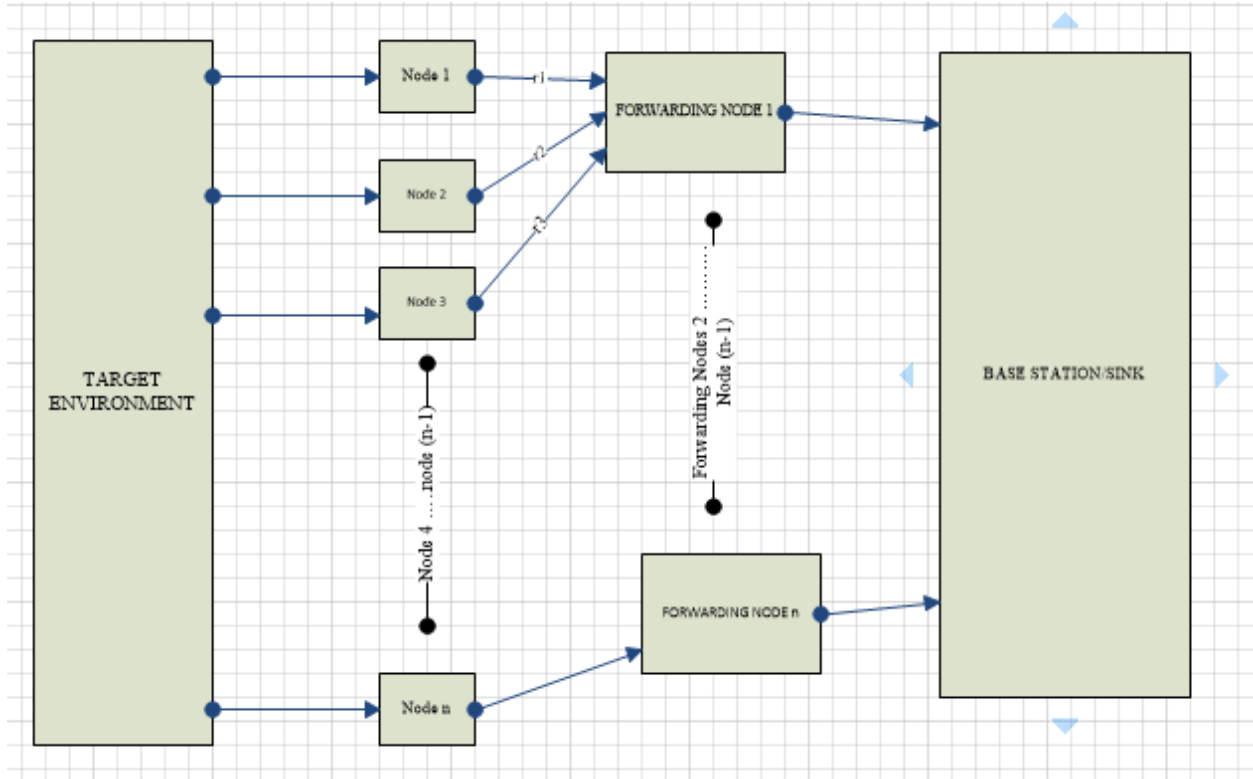 TARGET
ENVIRONMENT
Node 1
Node 2
Node 3
Node 4 .....node (n-1)
Node n
r1
r2
r3
FORWARDING NODE 1
Forwarding Nodes 2 ..........
Node (n-1)
FORWARDING NODE n
BASE STATION/SINK